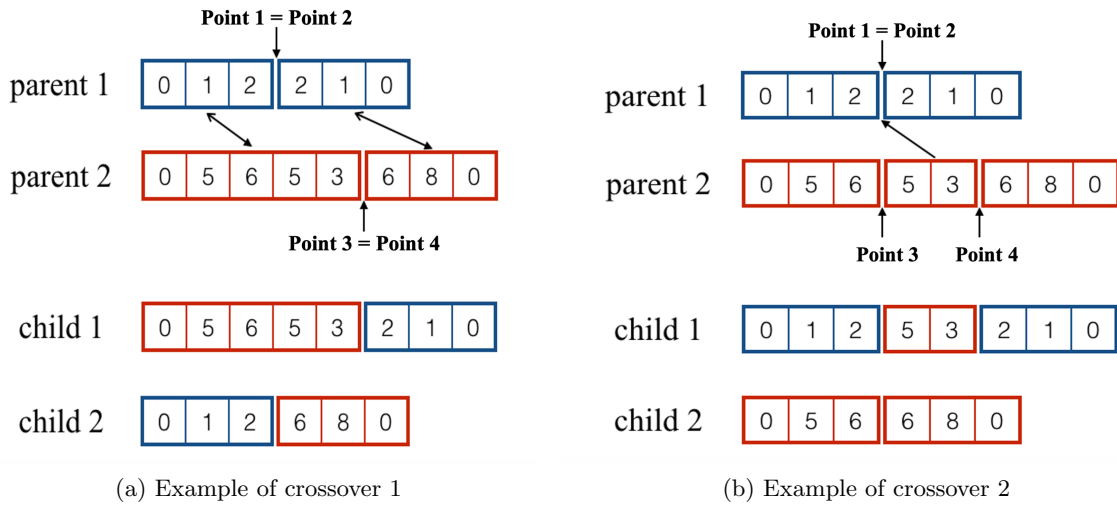 Point 1 = Point 2
parent 1 0 1 2 2 1 0
parent 2 0 5 6 5 3 6 8 0
Point 3 = Point 4
child 1 0 5 6 5 3 2 1 0
child 2 0 1 2 6 8 0
(a) Example of crossover 1
Point 1 = Point 2
parent 1 0 1 2 2 1 0
parent 2 0 5 6 5 3 6 8 0
Point 3 Point 4
child 1 0 1 2 5 3 2 1 0
child 2 0 5 6 6 8 0
(b) Example of crossover 2